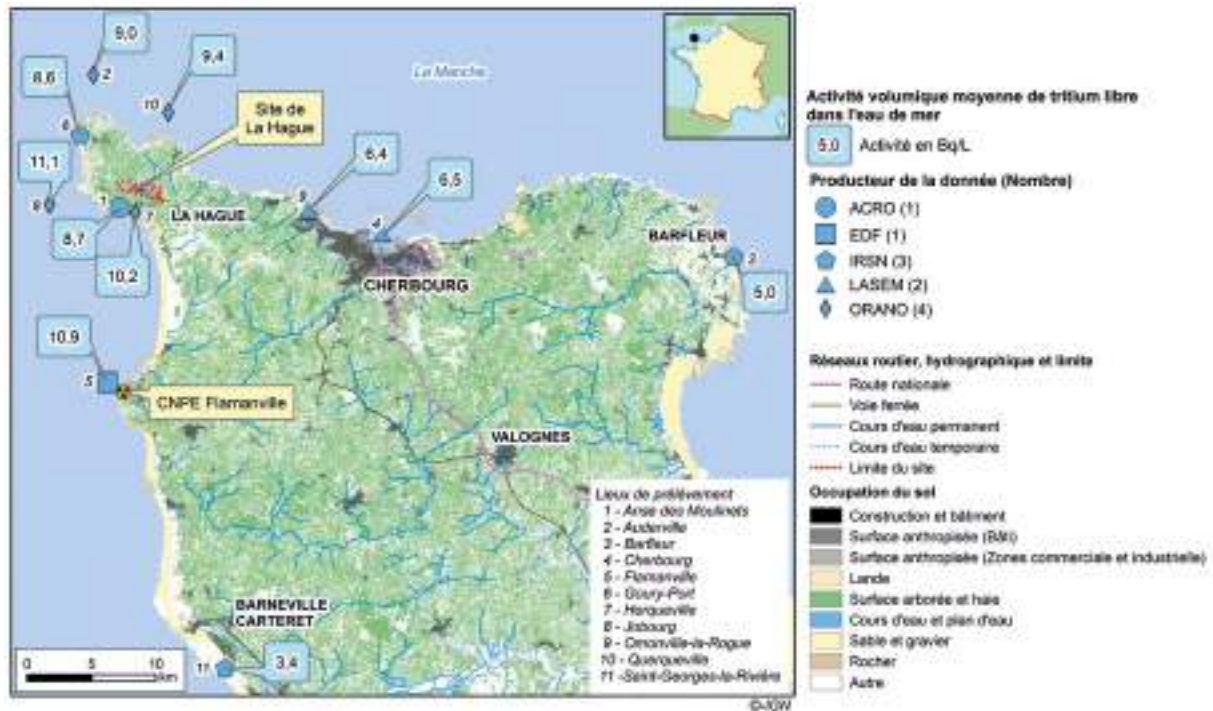 9,0
2
9,4
8,6
La Manche
10
Site de
La Hague
6
6,4
11,1
6,5
9
4
8
1
7
LA HAGUE
BARFLEUR
3
8,7
10,2
CHERBOURG
5,0
10,9
5
CNPE Flamanville
VALOGNES
Lieux de prélèvement
1 - Anse des Moulinets
2 - Auderville
3 - Barfleur
4 - Cherbourg
5 - Flamanville
6 - Goury-Port
7 - Herqueville
8 - Jobourg
9 - Omonville-la-Rogue
10 - Querqueville
11 -Saint-Georges-la-Rivière
BARNEVILLE
CARTERET
11
3,4
0 5 10
km
©-IGN
Activité volumique moyenne de tritium libre
dans l'eau de mer
5,0 Activité en Bq/L
Producteur de la donnée (Nombre)
ACRO (1)
EDF (1)
IRSN (3)
LASEM (2)
ORANO (4)
Réseaux routier, hydrographique et limite
Route nationale
Voie ferrée
Cours d'eau permanent
Cours d'eau temporaire
Limite du site
Occupation du sol
Construction et bâtiment
Surface anthropisée (Bâti)
Surface anthropisée (Zones commerciale et industrielle)
Lande
Surface arborée et haie
Cours d'eau et plan d'eau
Sable et gravier
Rocher
Autre